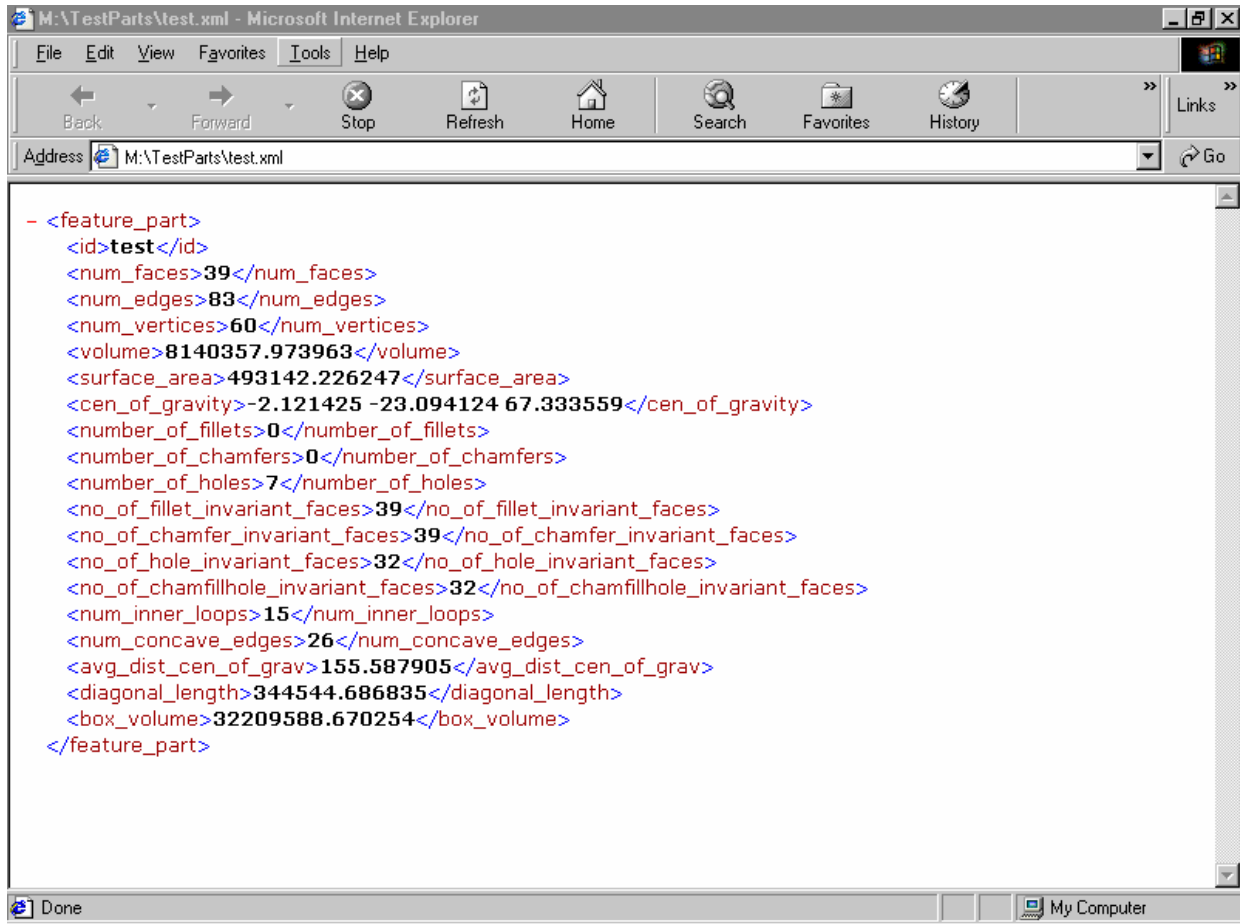 M:\TestParts\test.xml - Microsoft Internet Explorer
File Edit View Favorites Tools Help
Back Forward Stop Refresh Home Search Favorites History » Links »
Address M:\TestParts\test.xml Go
- <feature_part>
<id>test</id>
<num_faces>39</num_faces>
<num_edges>83</num_edges>
<num_vertices>60</num_vertices>
<volume>8140357.973963</volume>
<surface_area>493142.226247</surface_area>
<cen_of_gravity>-2.121425 -23.094124 67.333559</cen_of_gravity>
<number_of_fillets>0</number_of_fillets>
<number_of_chamfers>0</number_of_chamfers>
<number_of_holes>7</number_of_holes>
<no_of_fillet_invariant_faces>39</no_of_fillet_invariant_faces>
<no_of_chamfer_invariant_faces>39</no_of_chamfer_invariant_faces>
<no_of_hole_invariant_faces>32</no_of_hole_invariant_faces>
<no_of_chamfillhole_invariant_faces>32</no_of_chamfillhole_invariant_faces>
<num_inner_loops>15</num_inner_loops>
<num_concave_edges>26</num_concave_edges>
<avg_dist_cen_of_grav>155.587905</avg_dist_cen_of_grav>
<diagonal_length>344544.686835</diagonal_length>
<box_volume>32209588.670254</box_volume>
</feature_part>
Done My Computer